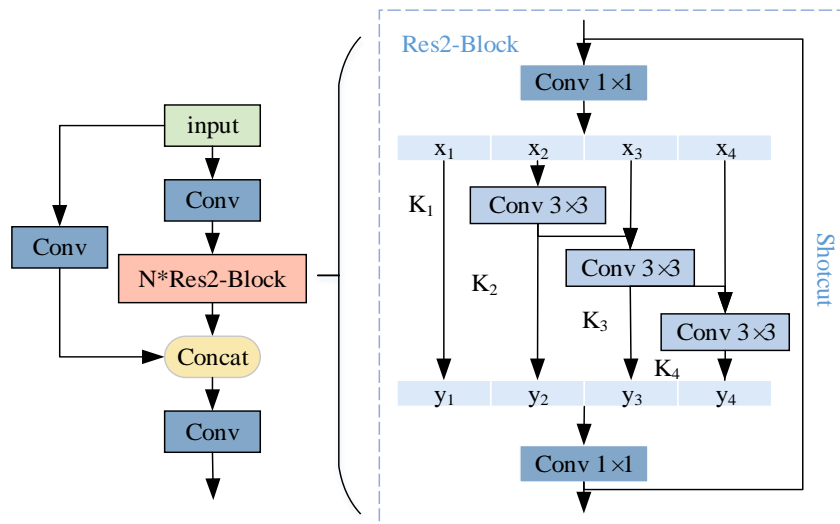 input
Conv
Conv
N*Res2-Block
Concat
Conv
Res2-Block
Conv 1×1
x₁ x₂ x₃ x₄
K₁
Conv 3×3
K₂
Conv 3×3
K₃
Conv 3×3
K₄
y₁ y₂ y₃ y₄
Conv 1×1
Shotcut